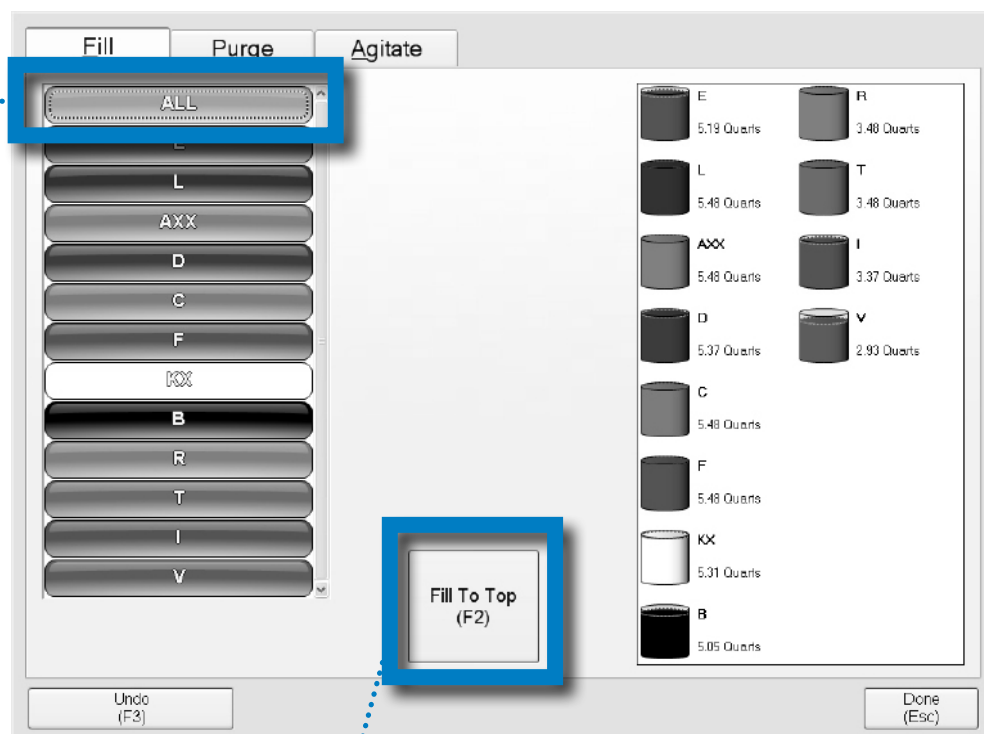 Fill
Purge
Agitate
ALL
E
L
AXX
D
C
F
KX
B
R
T
I
V
Fill To Top
(F2)
E
5.19 Quarts
L
5.48 Quarts
AXX
5.48 Quarts
D
5.37 Quarts
C
5.48 Quarts
F
5.48 Quarts
KX
5.31 Quarts
B
5.05 Quarts
R
3.48 Quarts
T
3.48 Quarts
I
3.37 Quarts
V
2.93 Quarts
Undo
(F3)
Done
(Esc)